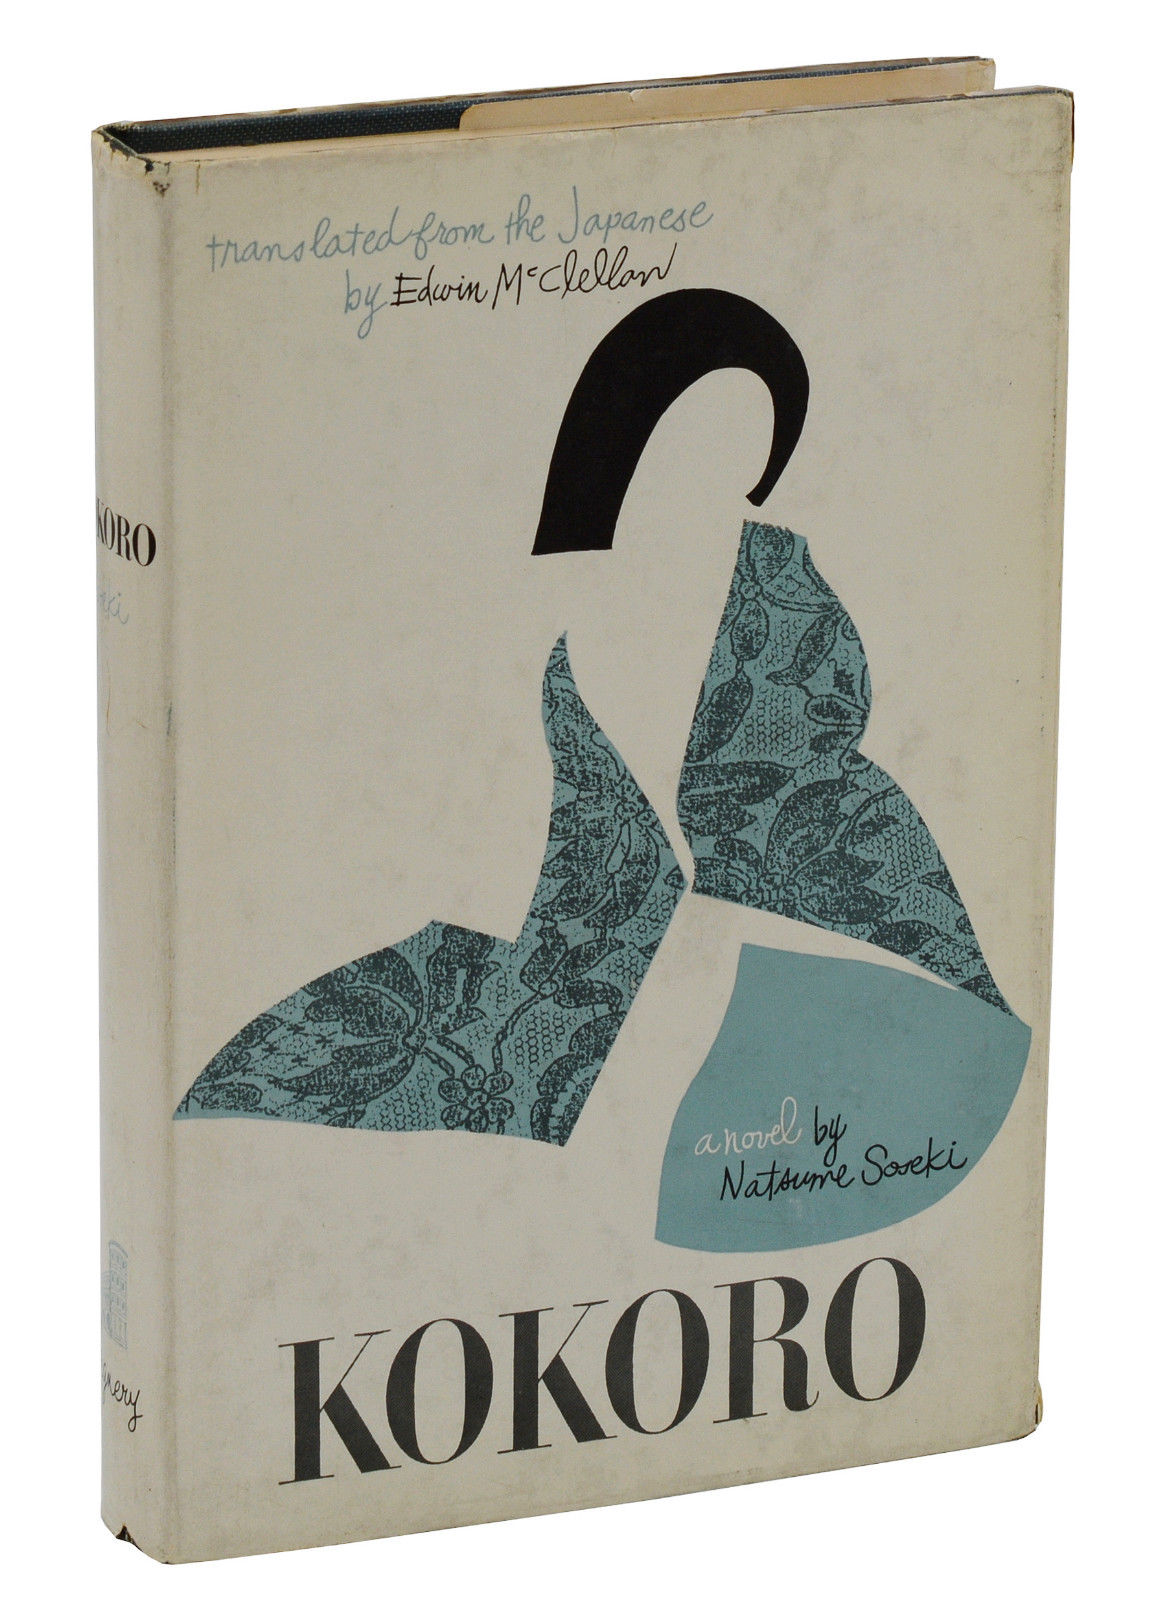 translated from the Japanese
by Edwin McClellan
a novel by
Natsume Soseki
KOKORO
KORO